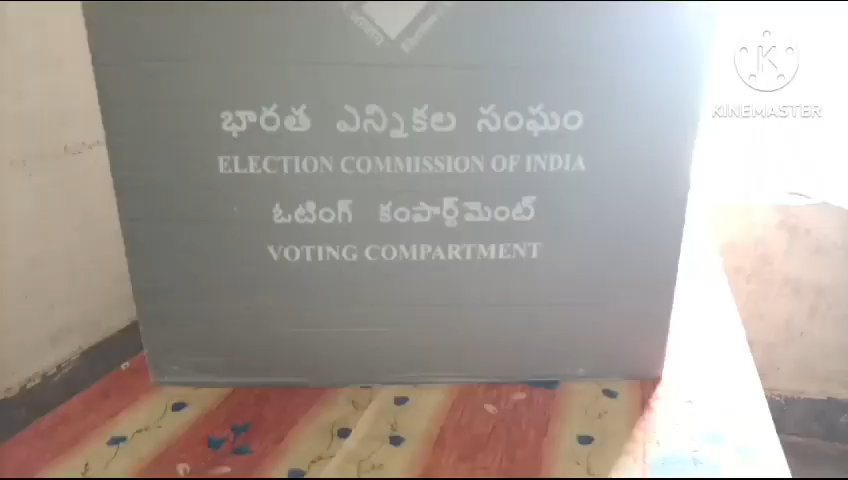 భారత ఎన్నికల సంఘం
ELECTION COMMISSION OF INDIA
ఓటింగ్ కంపార్ట్‌మెంట్
VOTING COMPARTMENT
KINEMASTER